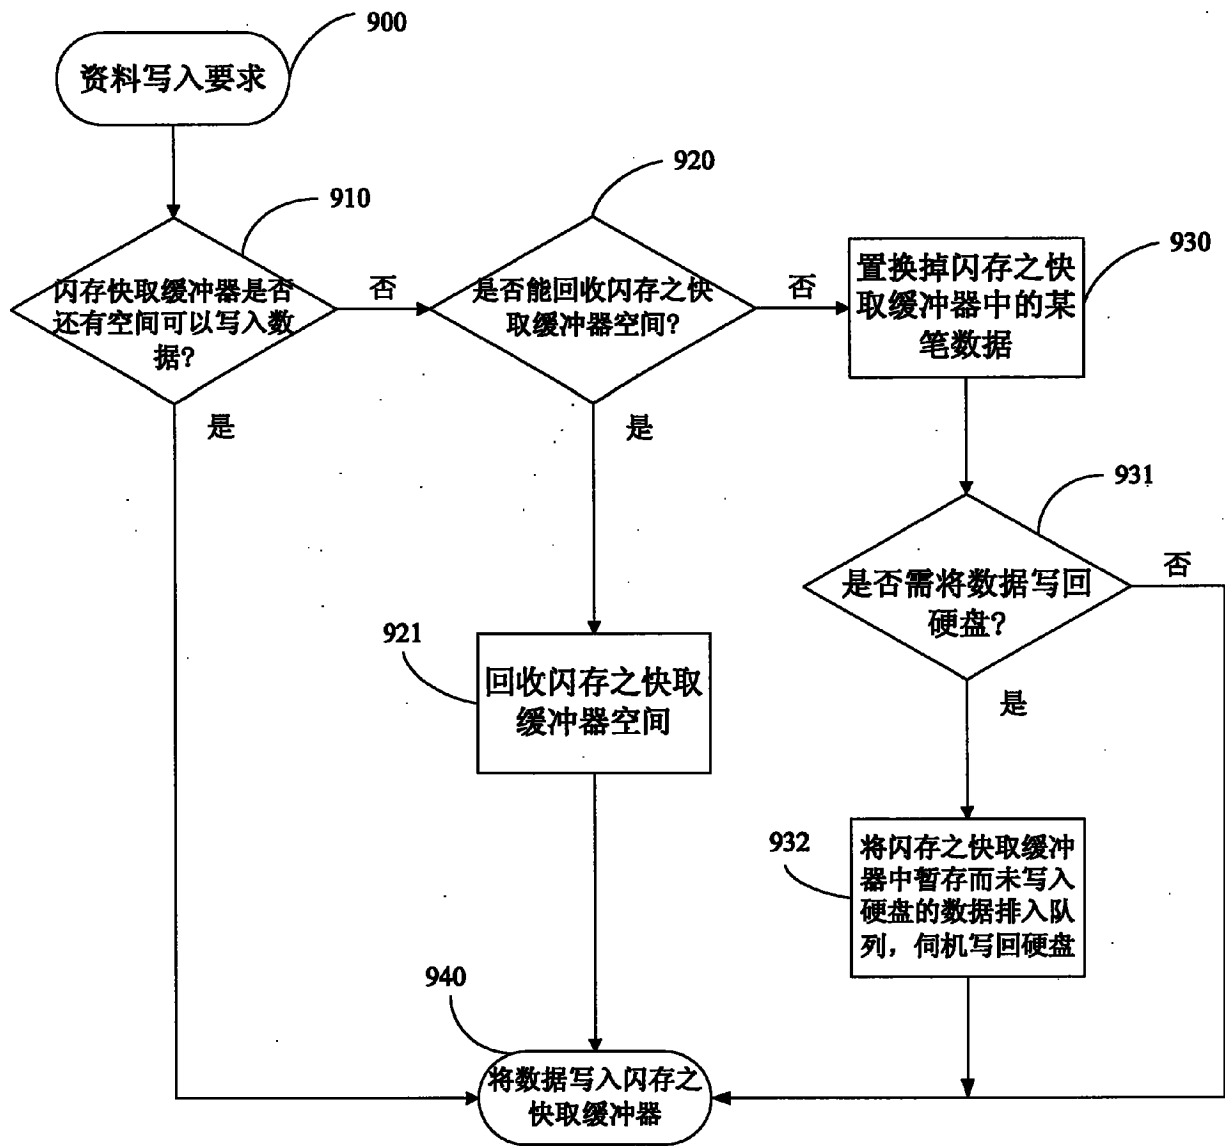 900
资料写入要求
910
闪存快取缓冲器是否
还有空间可以写入数
据?
否
是
920
是否能回收闪存之快
取缓冲器空间?
否
是
930
置换掉闪存之快
取缓冲器中的某
笔数据
931
是否需将数据写回
硬盘?
否
是
921
回收闪存之快取
缓冲器空间
932
将闪存之快取缓冲
器中暂存而未写入
硬盘的数据排入队
列，伺机写回硬盘
940
将数据写入闪存之
快取缓冲器